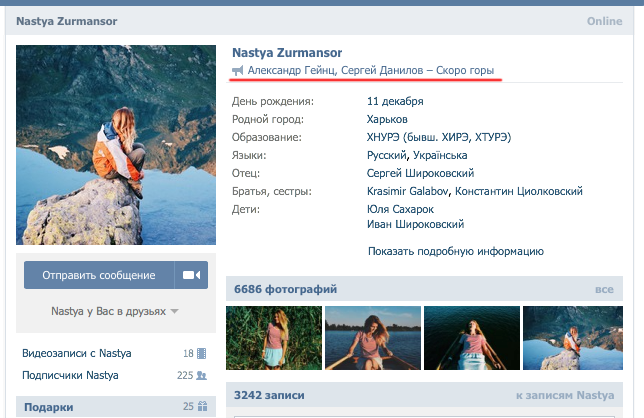 Nastya Zurmansor Online
Nastya Zurmansor
Александр Гейнц, Сергей Данилов – Скоро горы
День рождения: 11 декабря
Родной город: Харьков
Образование: ХНУРЭ (бывш. ХИРЭ, ХТУРЭ)
Языки: Русский, Українська
Отец: Сергей Широковский
Братья, сестры: Krasimir Galabov, Константин Циолковский
Дети: Юля Сахарок
Иван Широковский
Показать подробную информацию
Отправить сообщение
Nastya у Вас в друзьях
Видеозаписи с Nastya 18
Подписчики Nastya 225
Подарки 25
6686 фотографий все
3242 записи к записям Nastya